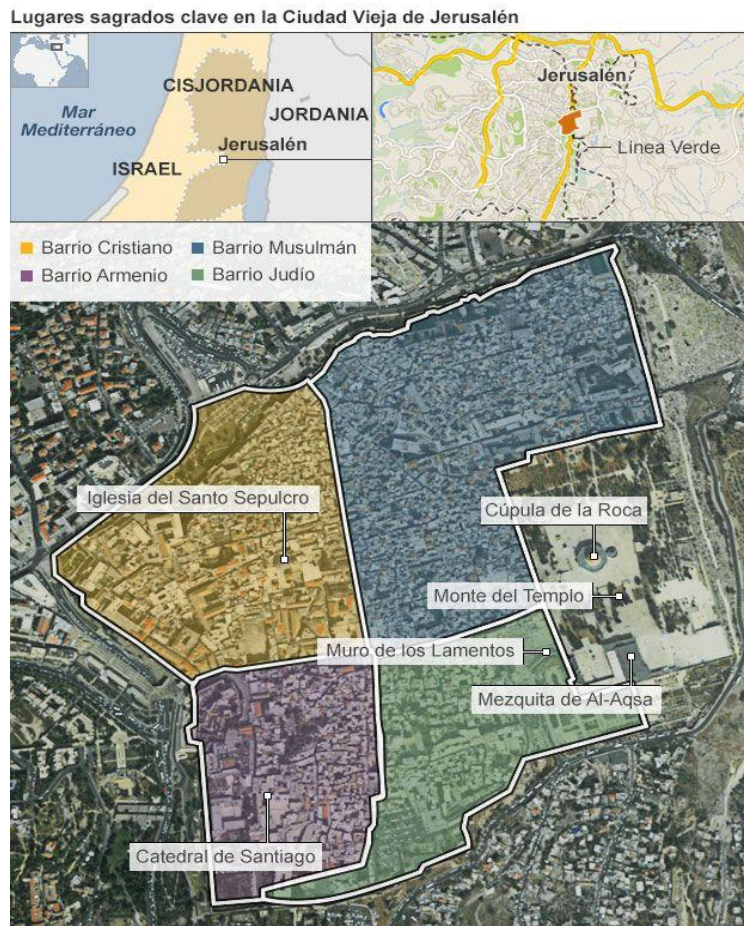 Lugares sagrados clave en la Ciudad Vieja de Jerusalén
CISJORDANIA
Mar
Mediterráneo
JORDANIA
Jerusalén
ISRAEL
Jerusalén
Línea Verde
Barrio Cristiano
Barrio Musulmán
Barrio Armenio
Barrio Judío
Iglesia del Santo Sepulcro
Cúpula de la Roca
Monte del Templo
Muro de los Lamentos
Mezquita de Al-Aqsa
Catedral de Santiago